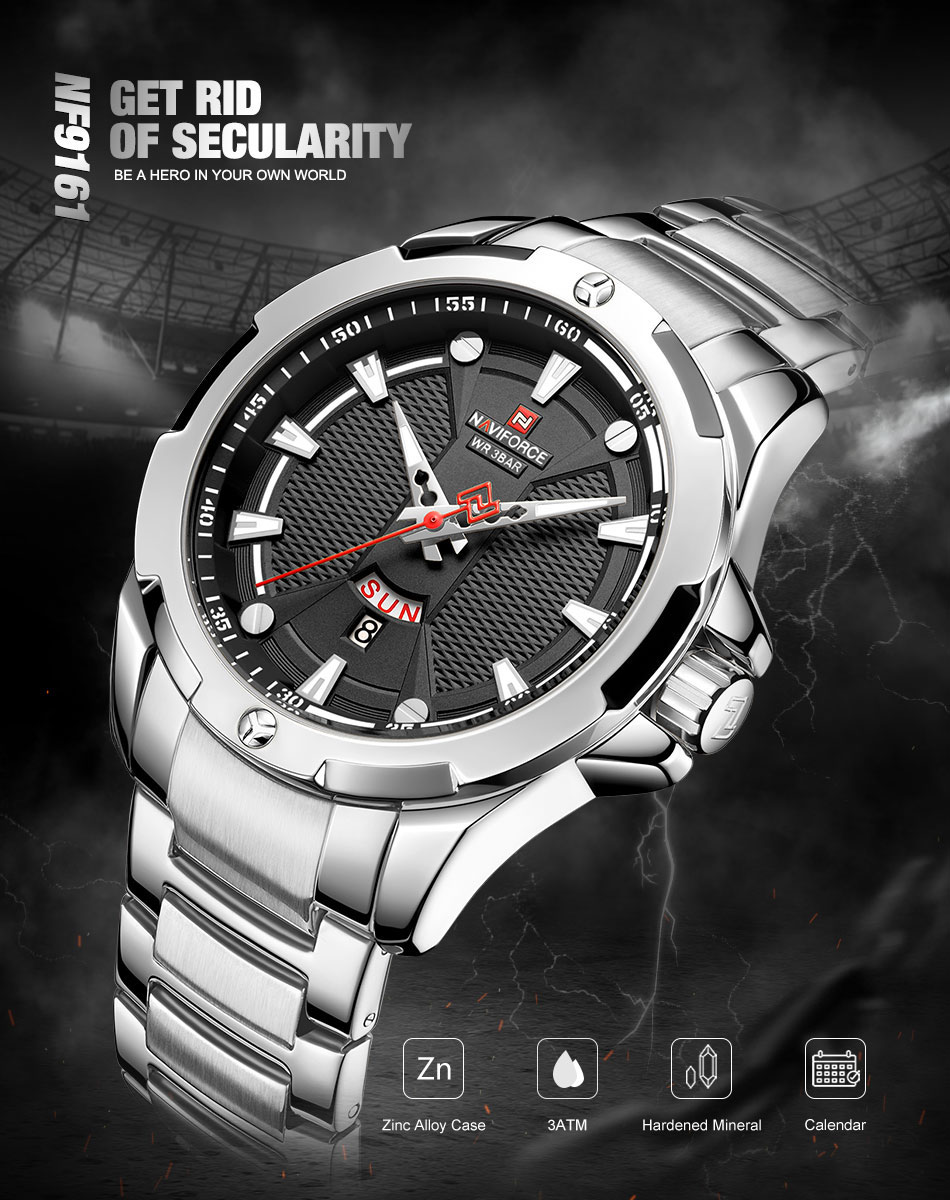 NF9161
GET RID
OF SECULARITY
BE A HERO IN YOUR OWN WORLD
55
60
50
05
45
NAVIFORCE
WR 3BAR
40
SUN
8
35
30
Zn
Zinc Alloy Case
3ATM
Hardened Mineral
Calendar